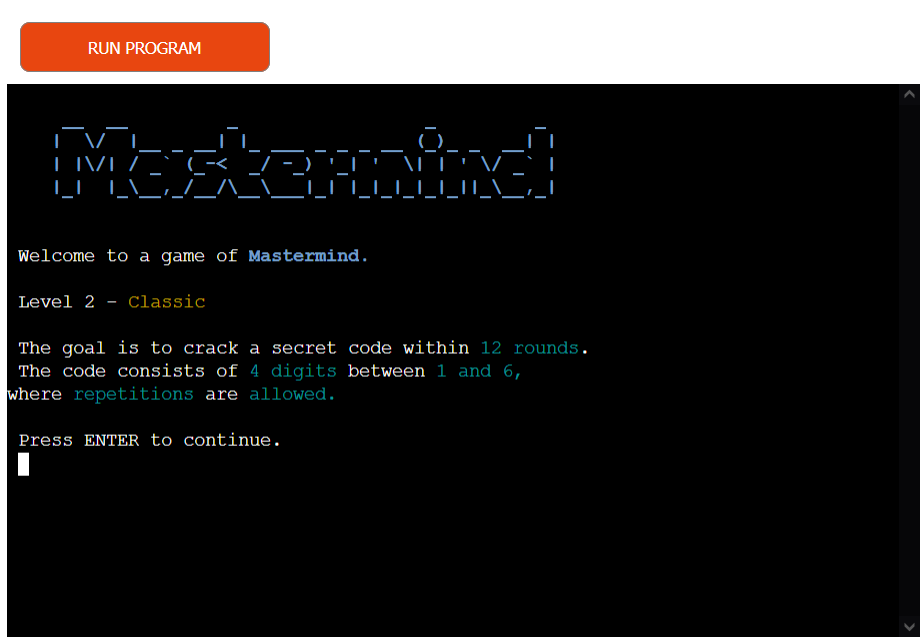 RUN PROGRAM
Mastermind
Welcome to a game of Mastermind.
Level 2 - Classic
The goal is to crack a secret code within 12 rounds.
The code consists of 4 digits between 1 and 6,
where repetitions are allowed.
Press ENTER to continue.